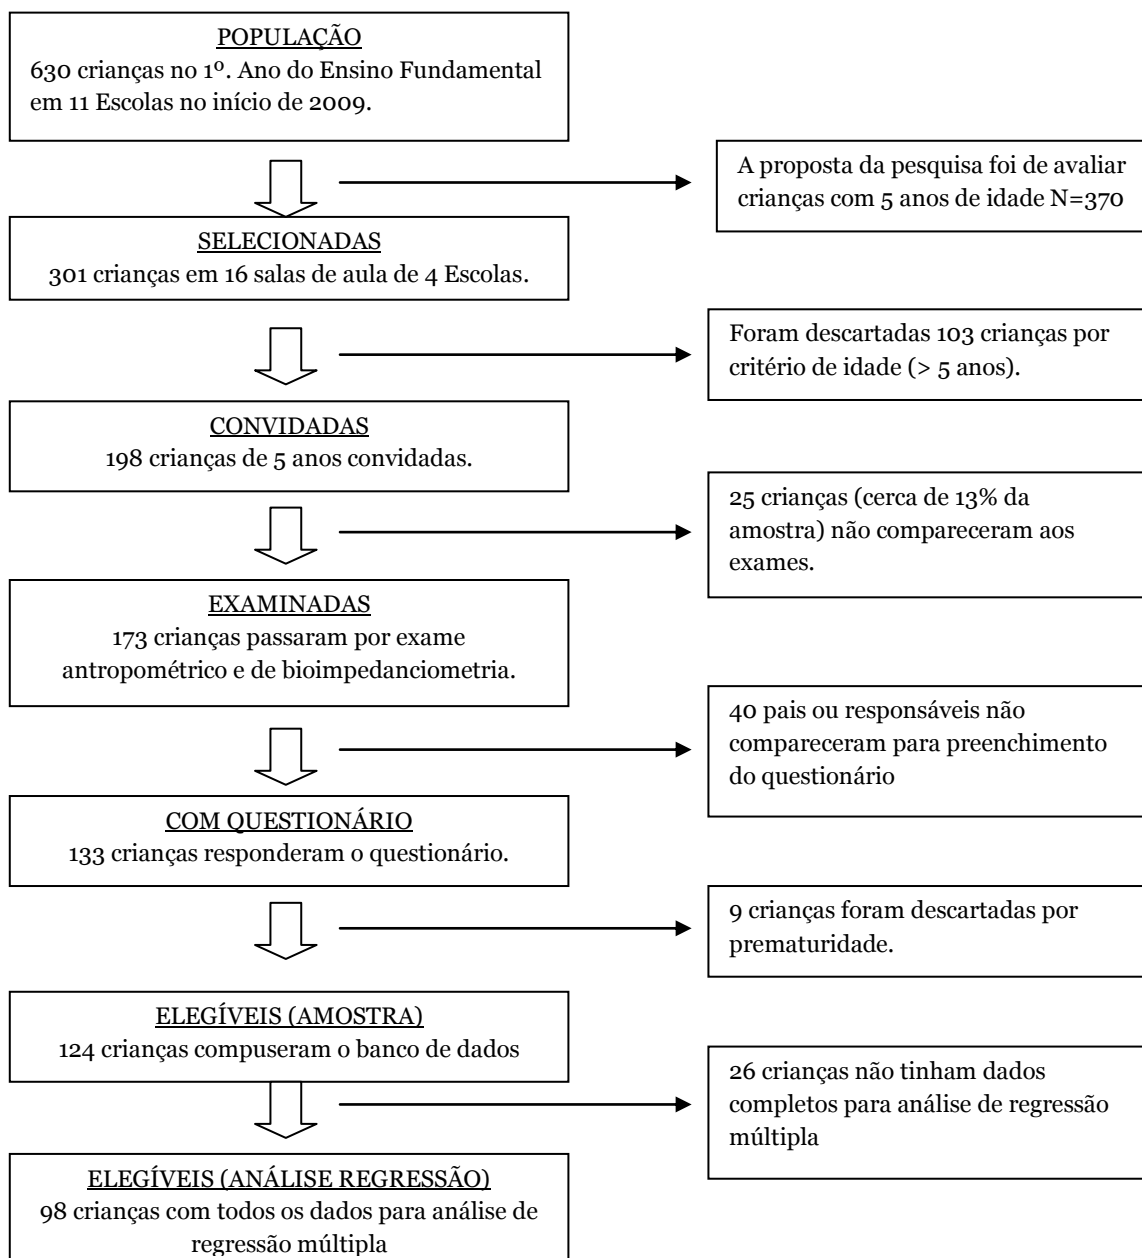 POPULAÇÃO
630 crianças no 1º. Ano do Ensino Fundamental
em 11 Escolas no início de 2009.
A proposta da pesquisa foi de avaliar
crianças com 5 anos de idade N=370
SELECIONADAS
301 crianças em 16 salas de aula de 4 Escolas.
Foram descartadas 103 crianças por
critério de idade (> 5 anos).
CONVIDADAS
198 crianças de 5 anos convidadas.
25 crianças (cerca de 13% da
amostra) não compareceram aos
exames.
EXAMINADAS
173 crianças passaram por exame
antropométrico e de bioimpedanciometria.
40 pais ou responsáveis não
compareceram para preenchimento
do questionário
COM QUESTIONÁRIO
133 crianças responderam o questionário.
9 crianças foram descartadas por
prematuridade.
ELEGÍVEIS (AMOSTRA)
124 crianças compuseram o banco de dados
26 crianças não tinham dados
completos para análise de regressão
múltipla
ELEGÍVEIS (ANÁLISE REGRESSÃO)
98 crianças com todos os dados para análise de
regressão múltipla